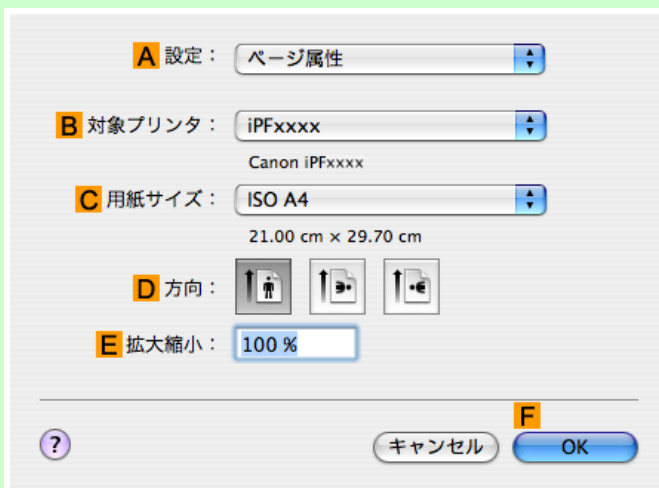 A 設定： ページ属性
B 対象プリンタ： iPFxxxx
Canon iPFxxxx
C 用紙サイズ： ISO A4
21.00 cm × 29.70 cm
D 方向：
E 拡大縮小： 100 %
F
? キャンセル OK